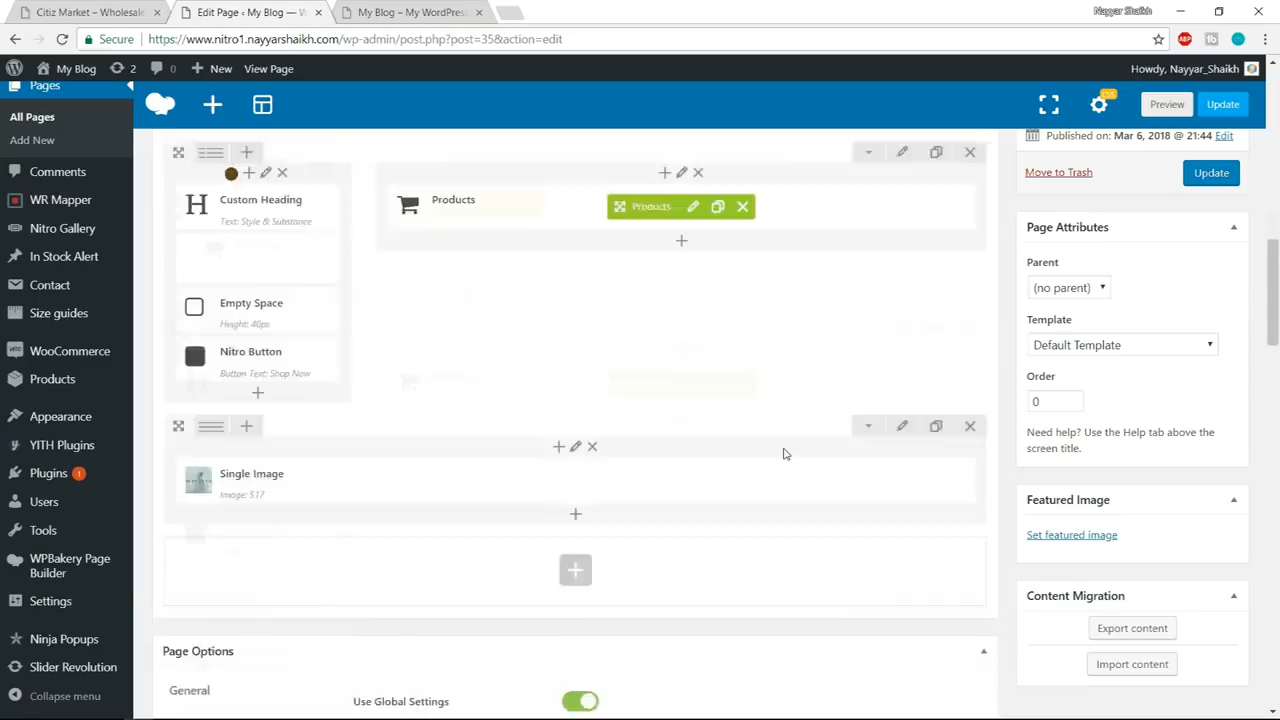 Citiz Market – Wholesale
Edit Page ‹ My Blog — W
My Blog – My WordPress
Nayyar Shaikh
Secure
https://www.nitro1.nayyarshaikh.com/wp-admin/post.php?post=35&action=edit
ABP
tb
My Blog
2
0
New
View Page
Howdy, Nayyar_Shaikh
Pages
All Pages
Add New
Comments
WR Mapper
Nitro Gallery
In Stock Alert
Contact
Size guides
WooCommerce
Products
Appearance
YITH Plugins
Plugins 1
Users
Tools
WPBakery Page
Builder
Settings
Ninja Popups
Slider Revolution
Collapse menu
CSS
Preview
Update
Custom Heading
Text: Style & Substance
Products
Products
Empty Space
Height: 40px
Nitro Button
Button Text: Shop Now
Single Image
Image: 517
Page Options
General
Use Global Settings
Published on: Mar 6, 2018 @ 21:44 Edit
Move to Trash
Update
Page Attributes
Parent
(no parent)
Template
Default Template
Order
0
Need help? Use the Help tab above the
screen title.
Featured Image
Set featured image
Content Migration
Export content
Import content